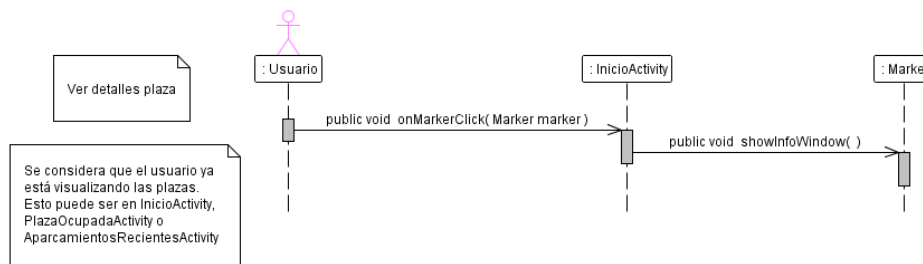 : Usuario
: InicioActivity
: Marke
Ver detalles plaza
public void onMarkerClick( Marker marker )
public void showInfoWindow( )
Se considera que el usuario ya
está visualizando las plazas.
Esto puede ser en InicioActivity,
PlazaOcupadaActivity o
AparcamientosRecientesActivity